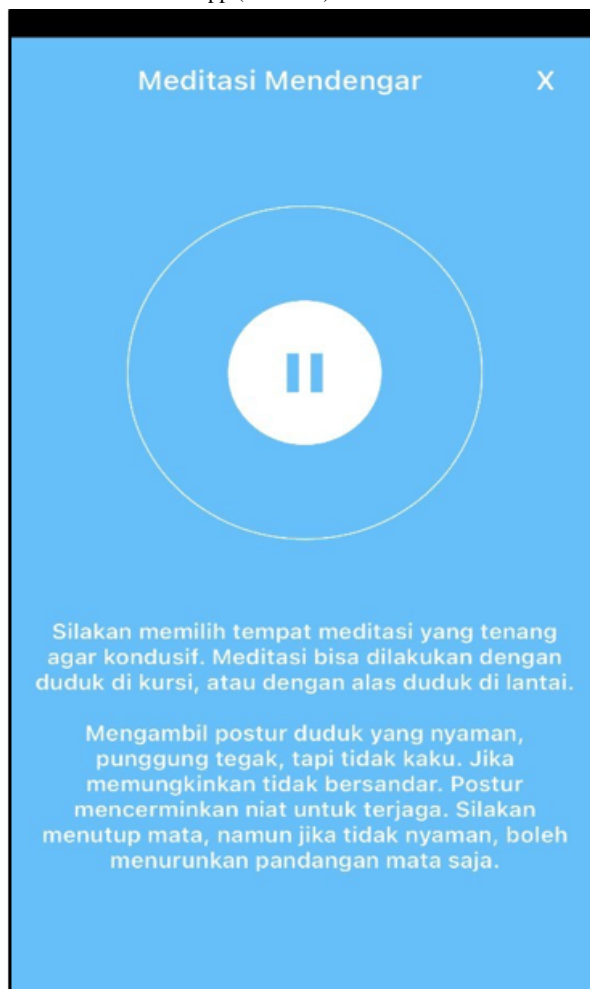 Meditasi Mendengar X
Silakan memilih tempat meditasi yang tenang
agar kondusif. Meditasi bisa dilakukan dengan
duduk di kursi, atau dengan alas duduk di lantai.
Mengambil postur duduk yang nyaman,
punggung tegak, tapi tidak kaku. Jika
memungkinkan tidak bersandar. Postur
mencerminkan niat untuk terjaga. Silakan
menutup mata, namun jika tidak nyaman, boleh
menurunkan pandangan mata saja.